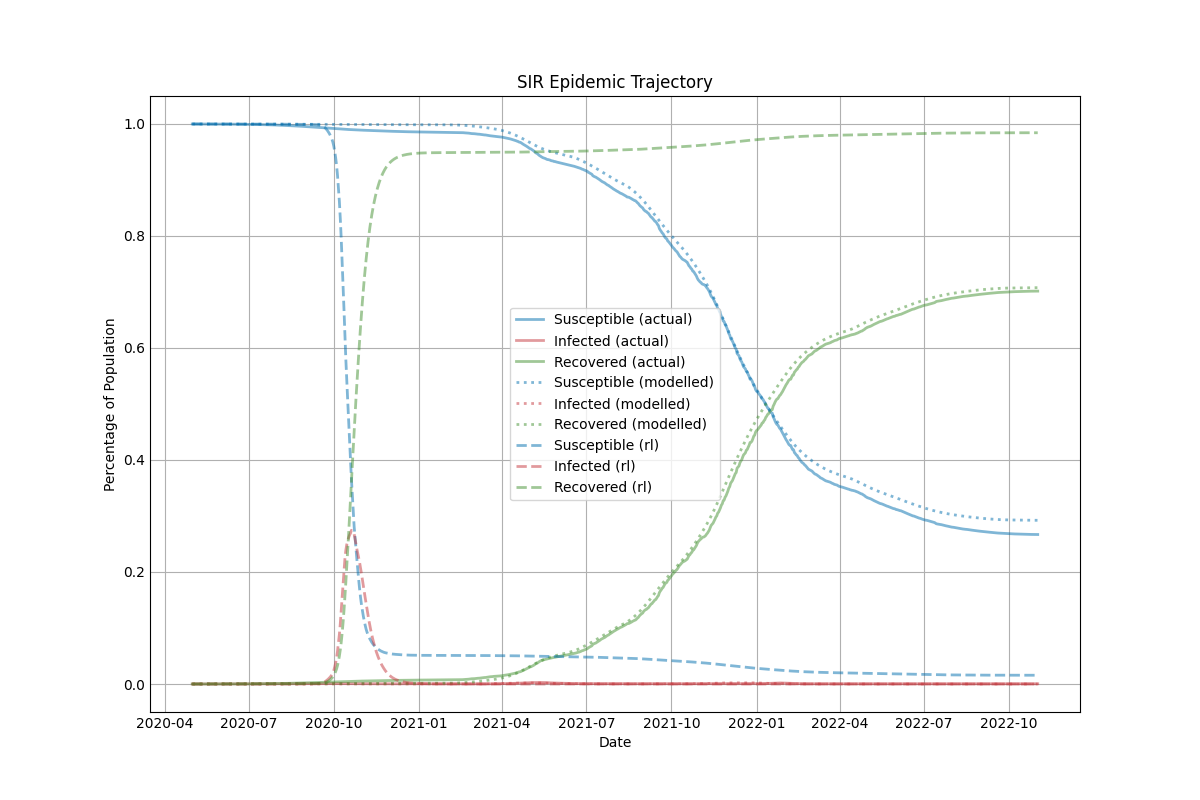 SIR Epidemic Trajectory
1.0
0.8
0.6
0.4
0.2
0.0
Percentage of Population
Susceptible (actual)
Infected (actual)
Recovered (actual)
Susceptible (modelled)
Infected (modelled)
Recovered (modelled)
Susceptible (rl)
Infected (rl)
Recovered (rl)
2020-04 2020-07 2020-10 2021-01 2021-04 2021-07 2021-10 2022-01 2022-04 2022-07 2022-10
Date